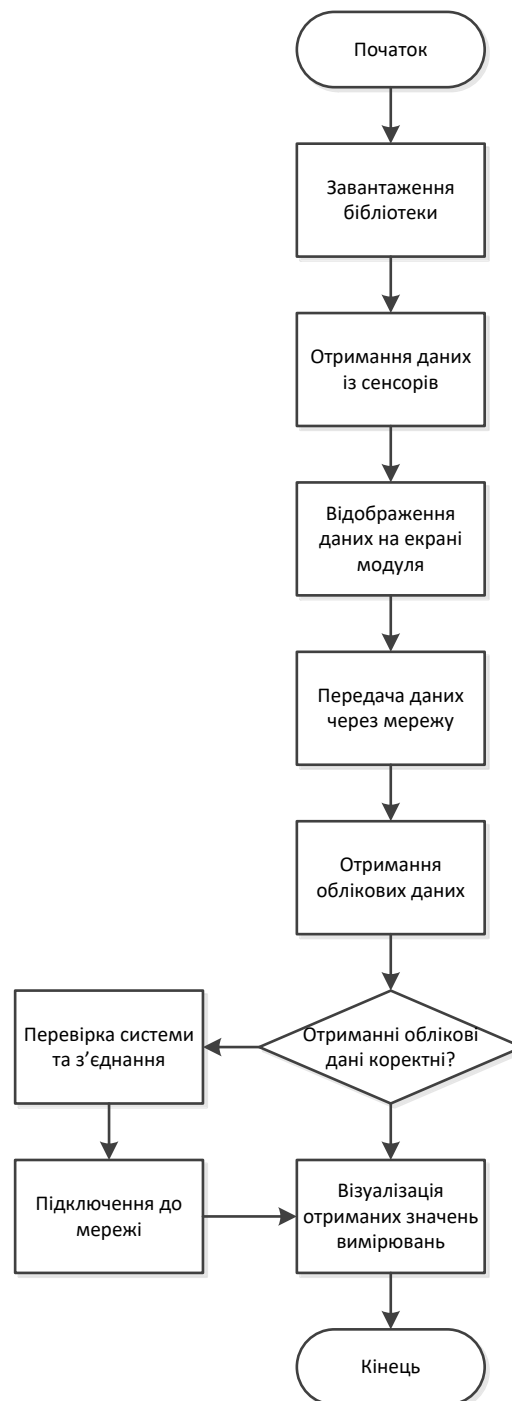 Початок
Завантаження
бібліотеки
Отримання даних
із сенсорів
Відображення
даних на екрані
модуля
Передача даних
через мережу
Отримання
облікових даних
Отриманні облікові
дані коректні?
Перевірка системи
та з’єднання
Підключення до
мережі
Візуалізація
отриманих значень
вимірювань
Кінець